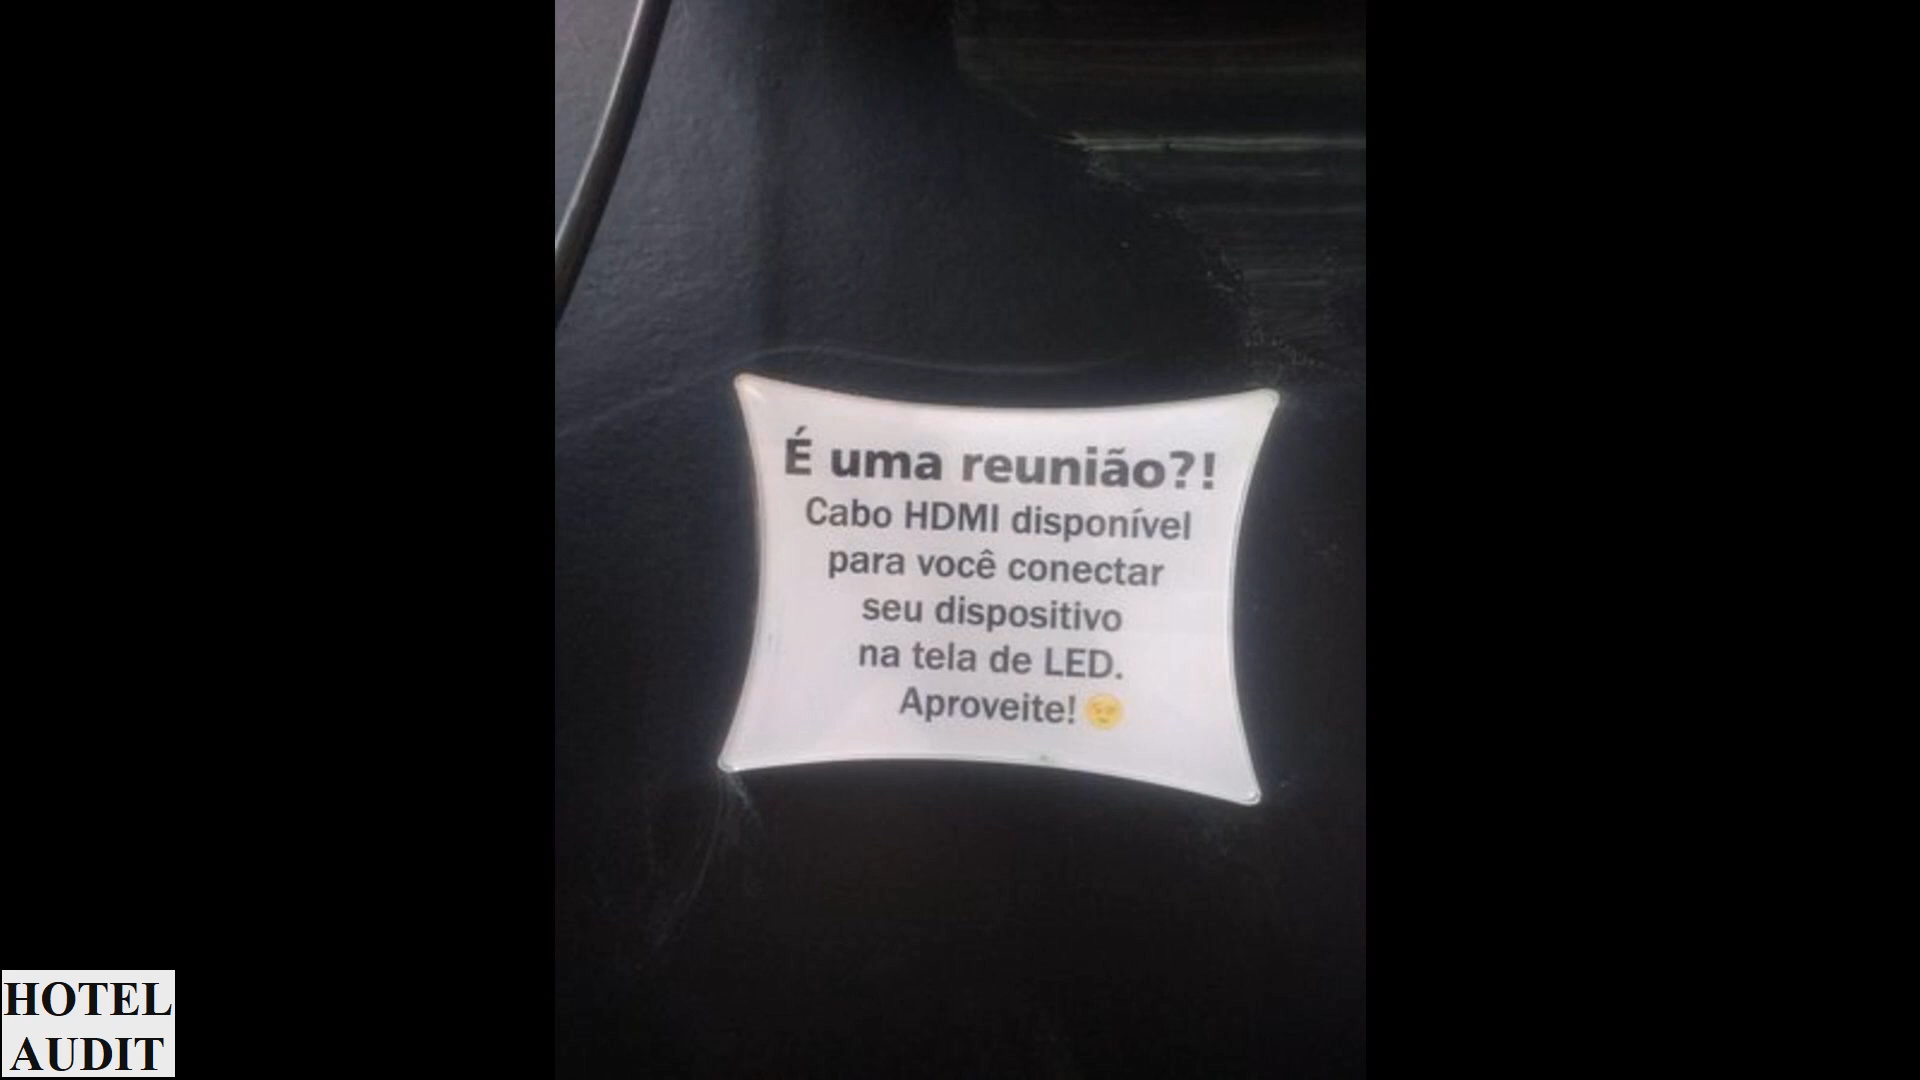 É uma reunião?!
Cabo HDMI disponível
para você conectar
seu dispositivo
na tela de LED.
Aproveite! 😉
HOTEL
AUDIT